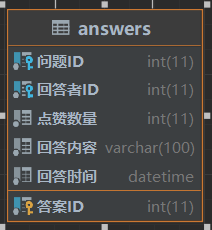 answers
问题ID int(11)
回答者ID int(11)
点赞数量 int(11)
回答内容 varchar(100)
回答时间 datetime
答案ID int(11)